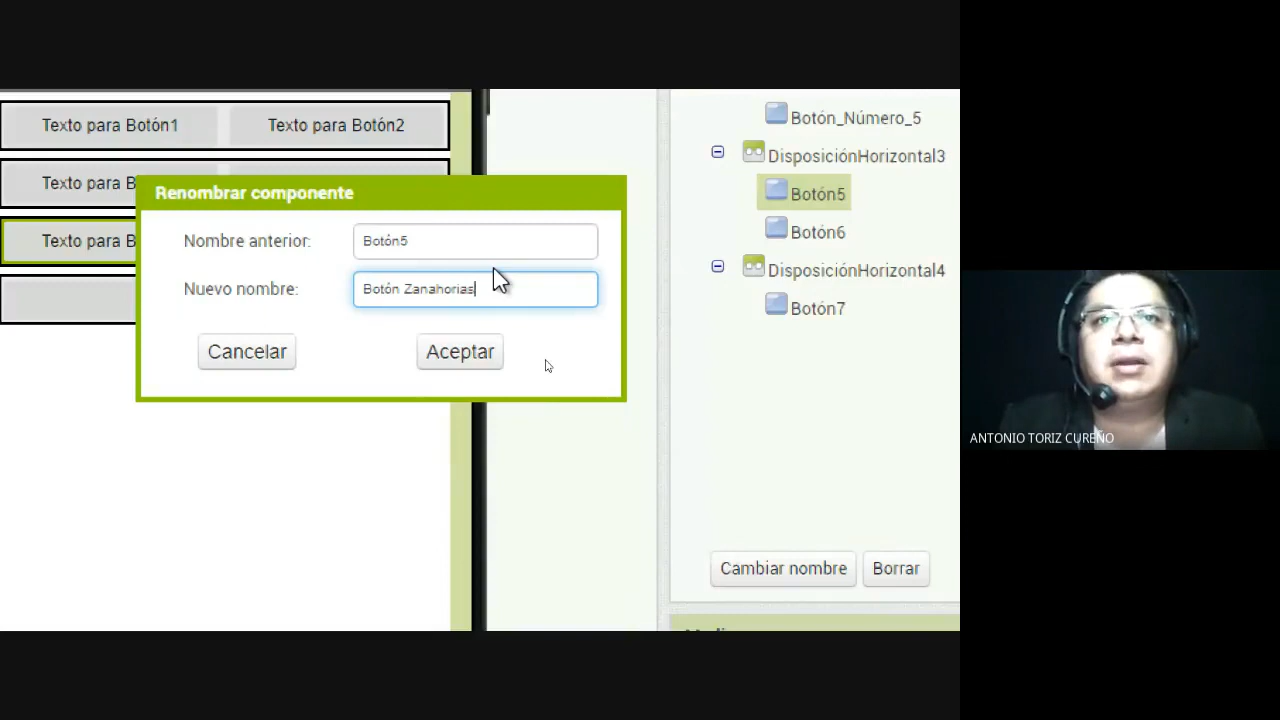 Texto para Botón1
Texto para Botón2
Texto para B
Texto para B
Renombrar componente
Nombre anterior:
Botón5
Nuevo nombre:
Botón Zanahorias
Cancelar
Aceptar
Botón_Número_5
DisposiciónHorizontal3
Botón5
Botón6
DisposiciónHorizontal4
Botón7
Cambiar nombre
Borrar
ANTONIO TORIZ CUREÑO